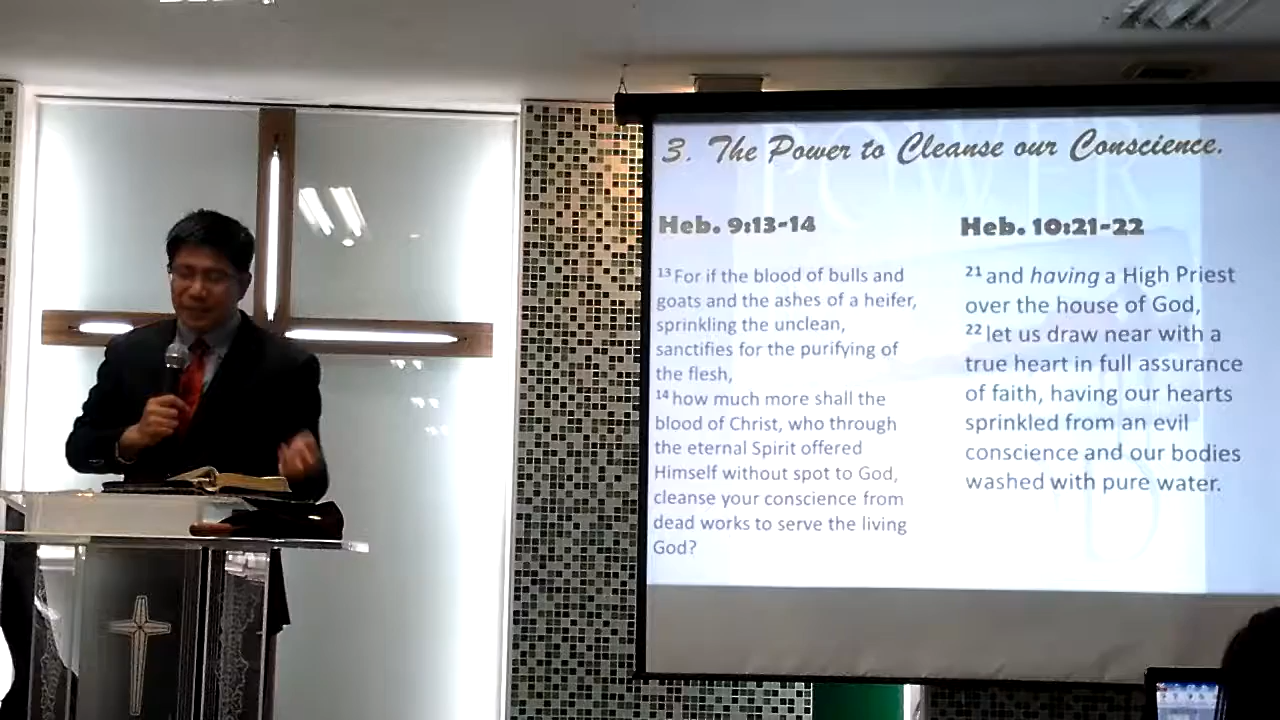 3. The Power to Cleanse our Conscience.
POWER
Heb. 9:13-14
13 For if the blood of bulls and
goats and the ashes of a heifer,
sprinkling the unclean,
sanctifies for the purifying of
the flesh,
14 how much more shall the
blood of Christ, who through
the eternal Spirit offered
Himself without spot to God,
cleanse your conscience from
dead works to serve the living
God?
Heb. 10:21-22
21 and having a High Priest
over the house of God,
22 let us draw near with a
true heart in full assurance
of faith, having our hearts
sprinkled from an evil
conscience and our bodies
washed with pure water.